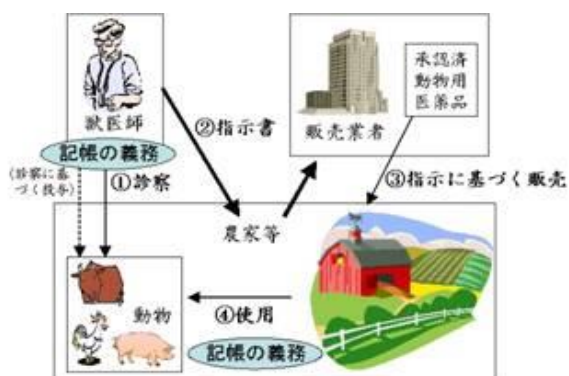 獣医師
記帳の義務
(診察に基
づく投与)
①診察
②指示書
販売業者
承認済
動物用
医薬品
③指示に基づく販売
農家等
動物
④使用
記帳の義務